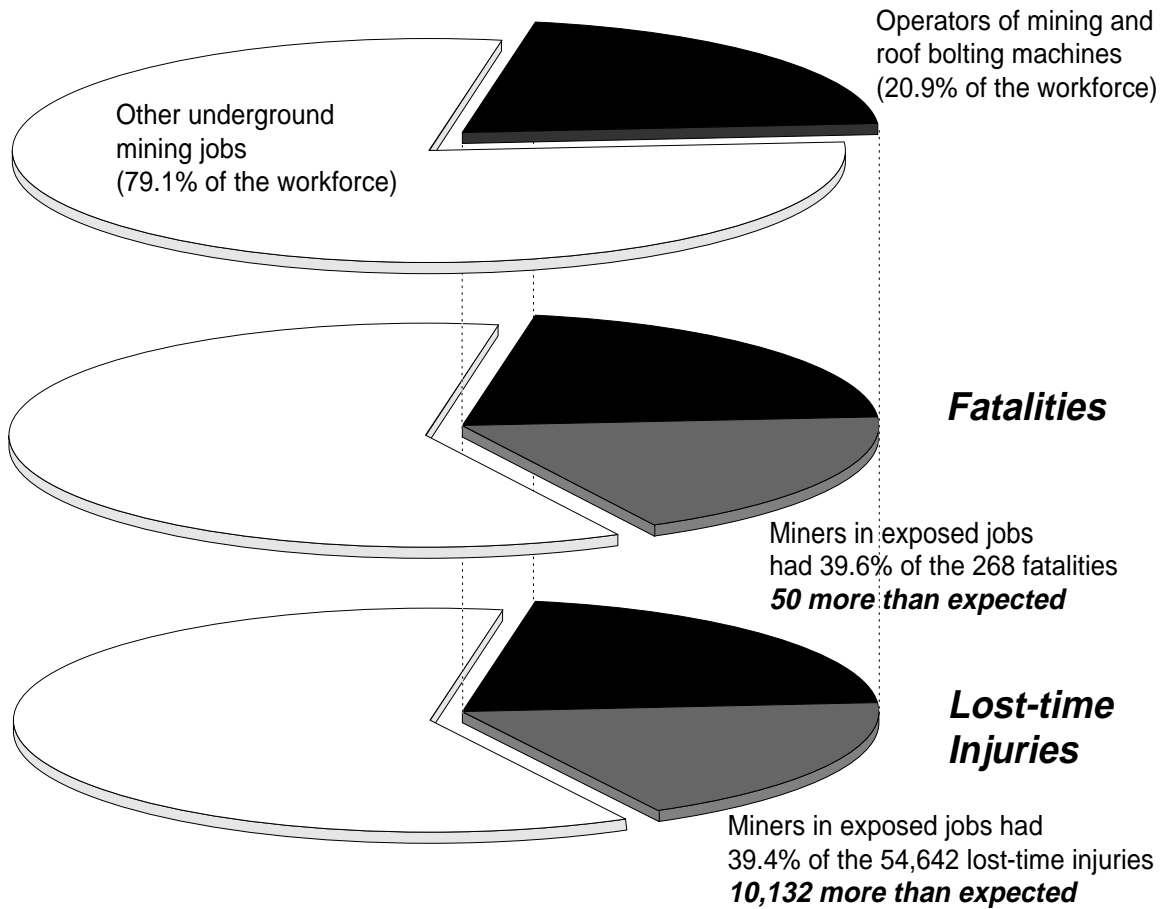 Operators of mining and
roof bolting machines
(20.9% of the workforce)
Other underground
mining jobs
(79.1% of the workforce)
Fatalities
Miners in exposed jobs
had 39.6% of the 268 fatalities
50 more than expected
Lost-time
Injuries
Miners in exposed jobs had
39.4% of the 54,642 lost-time injuries
10,132 more than expected